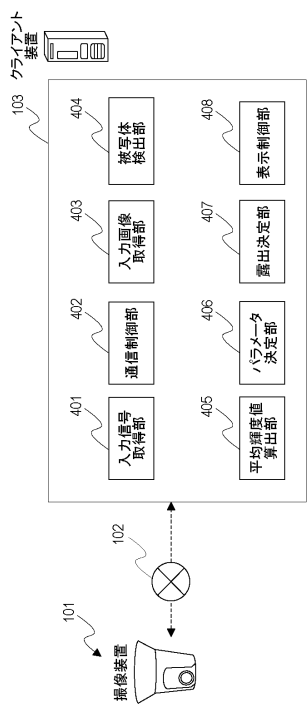 クライアント
装置
103
401
入力信号
取得部
402
通信制御部
403
入力画像
取得部
404
被写体
検出部
405
平均輝度値
算出部
406
パラメータ
決定部
407
露出決定部
408
表示制御部
102
101
撮像装置